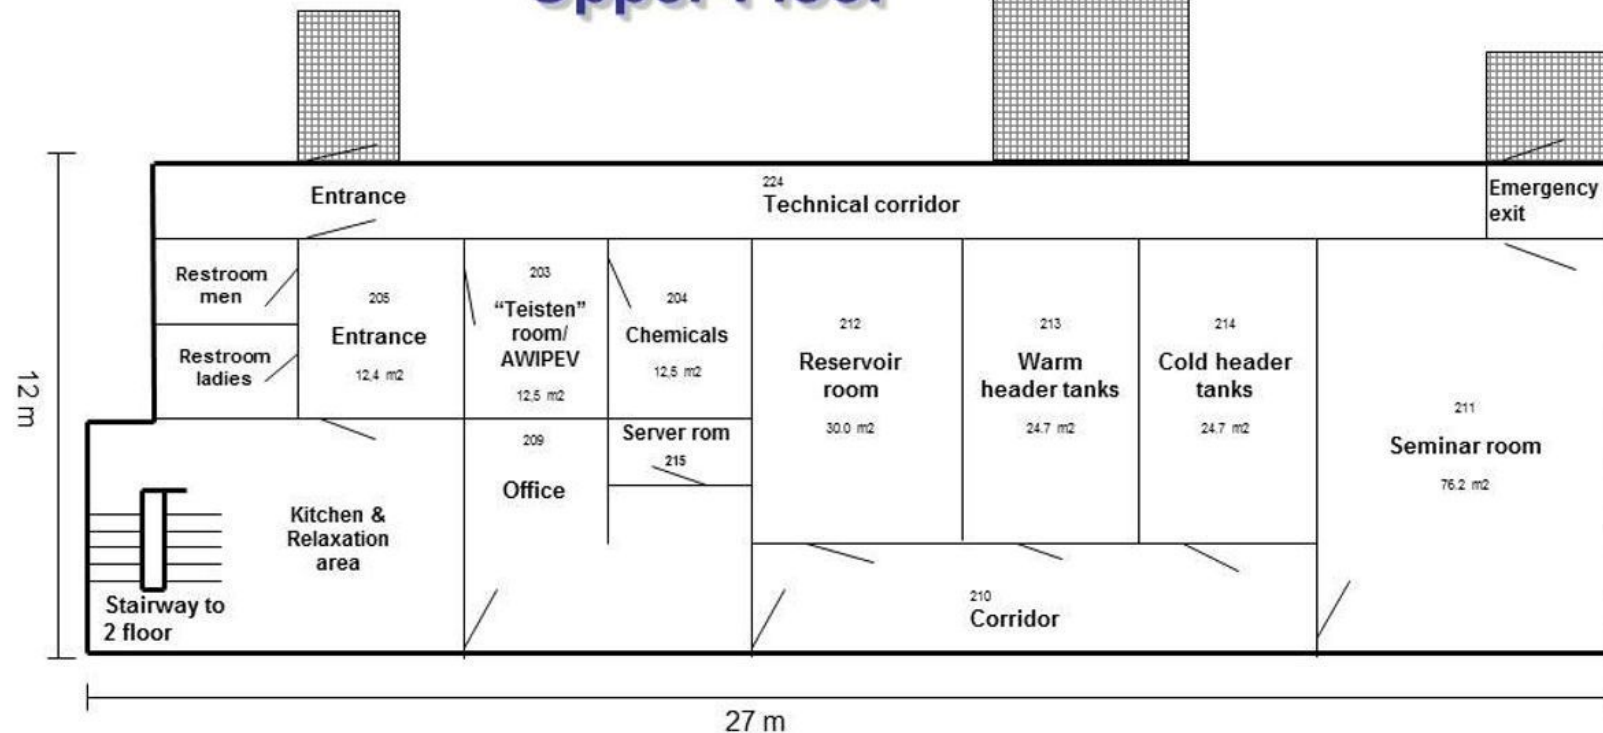 Upper Floor
Entrance
224
Technical corridor
Emergency
exit
Restroom
men
Restroom
ladies
205
Entrance
12,4 m2
203
“Teisten”
room/
AWIPEV
12,5 m2
204
Chemicals
12,5 m2
212
Reservoir
room
30.0 m2
213
Warm
header tanks
24.7 m2
214
Cold header
tanks
24.7 m2
211
Seminar room
76.2 m2
209
Office
Server rom
215
Kitchen &
Relaxation
area
Stairway to
2 floor
210
Corridor
12 m
27 m